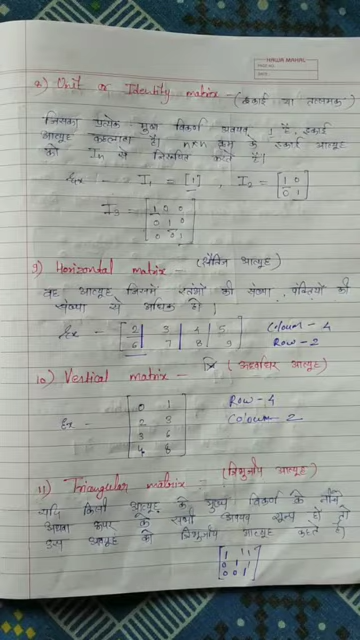 8) Unit or Identity matrix - (इकाई या तत्समक)
जिसका प्रत्येक मुख्य विकर्ण अवयव 1 है, इकाई
आव्यूह कहलाता है। n×n क्रम के इकाई आव्यूह
को In से निरूपित करते हैं।
Ex - I1 = [1], I2 = [1 0
0 1]
I3 = [1 0 0
0 1 0
0 0 1]
9) Horizontal matrix - (क्षैतिज आव्यूह)
वह आव्यूह जिसमें स्तंभों की संख्या पंक्तियों की
संख्या से अधिक हो।
Ex - [2 3 4 5 Coloum - 4
6 7 8 9] Row - 2
10) Vertical matrix - (ऊर्ध्वाधर आव्यूह)
Ex - [0 1 Row - 4
2 8 Coloum - 2
3 6
4 8]
11) Triangular matrix - (त्रिभुजीय आव्यूह)
यदि किसी आव्यूह के मुख्य विकर्ण के नीचे
अथवा ऊपर के सभी अवयव शून्य हो तो
उस आव्यूह को त्रिभुजीय आव्यूह कहते हैं।
[1 1 1
0 1 1
0 0 1]